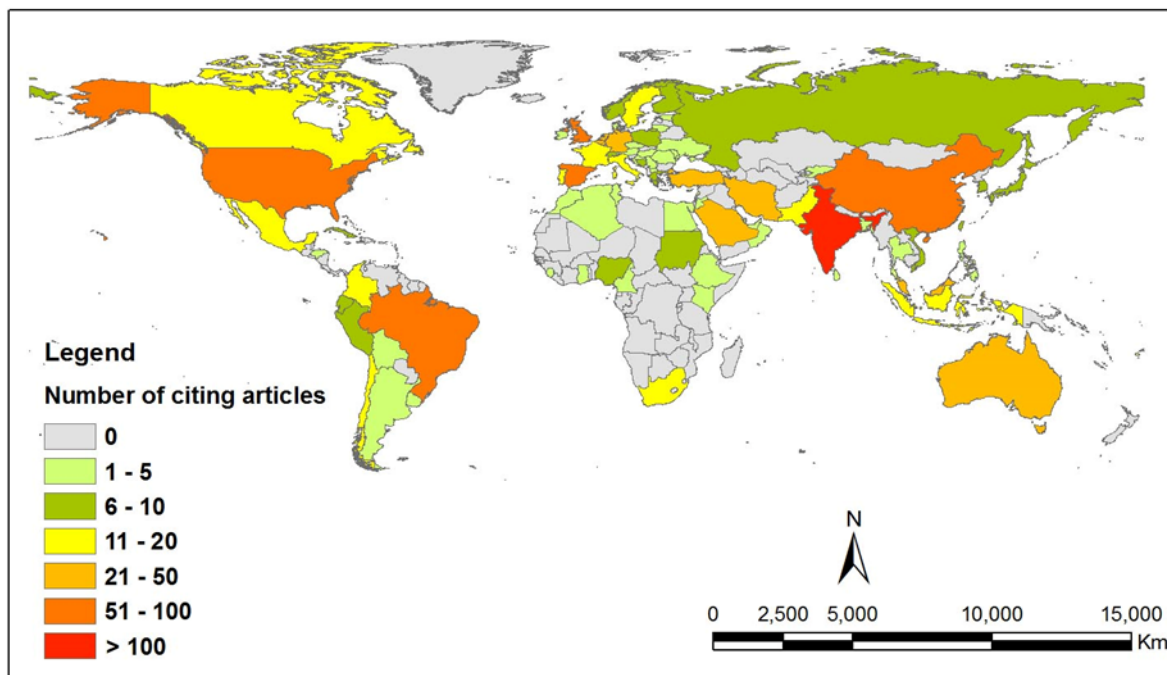 Legend
Number of citing articles
0
1 - 5
6 - 10
11 - 20
21 - 50
51 - 100
> 100
N
0 2,500 5,000 10,000 15,000
Km